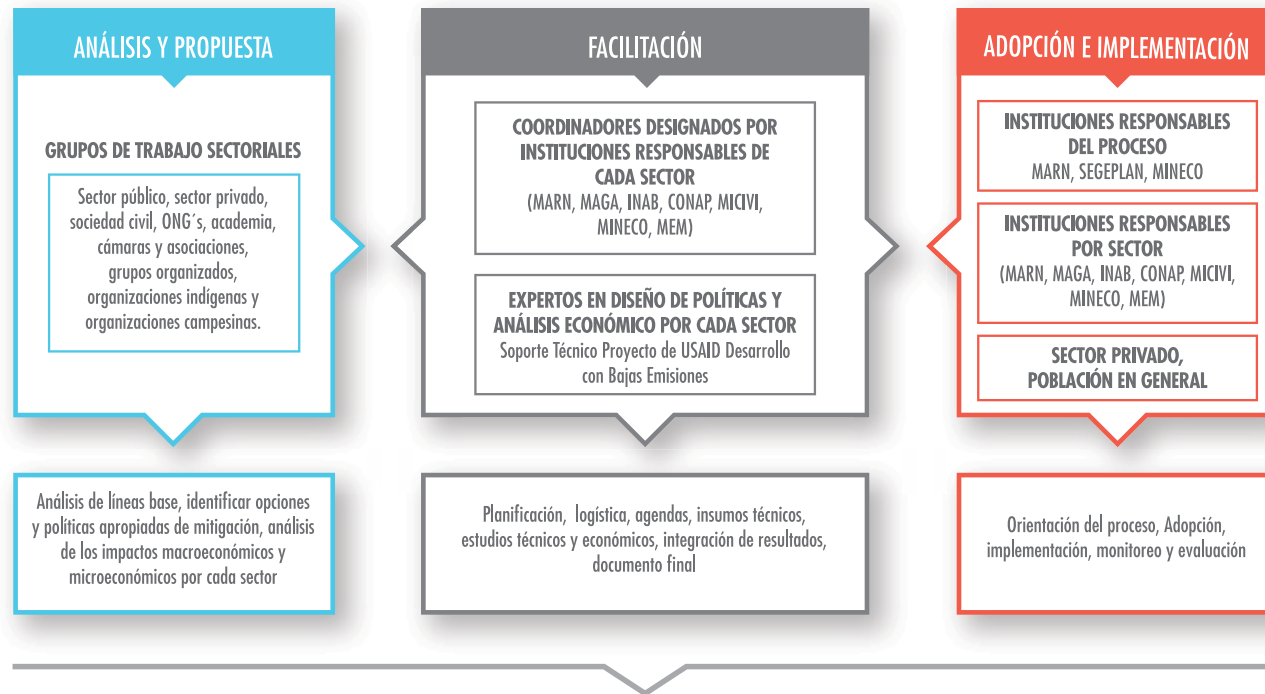 ANÁLISIS Y PROPUESTA
GRUPOS DE TRABAJO SECTORIALES
Sector público, sector privado,
sociedad civil, ONG´s, academia,
cámaras y asociaciones,
grupos organizados,
organizaciones indígenas y
organizaciones campesinas.
Análisis de líneas base, identificar opciones
y políticas apropiadas de mitigación, análisis
de los impactos macroeconómicos y
microeconómicos por cada sector
FACILITACIÓN
COORDINADORES DESIGNADOS POR
INSTITUCIONES RESPONSABLES DE
CADA SECTOR
(MARN, MAGA, INAB, CONAP, MICIVI,
MINECO, MEM)
EXPERTOS EN DISEÑO DE POLÍTICAS Y
ANÁLISIS ECONÓMICO POR CADA SECTOR
Soporte Técnico Proyecto de USAID Desarrollo
con Bajas Emisiones
Planificación, logística, agendas, insumos técnicos,
estudios técnicos y económicos, integración de resultados,
documento final
ADOPCIÓN E IMPLEMENTACIÓN
INSTITUCIONES RESPONSABLES
DEL PROCESO
MARN, SEGEPLAN, MINECO
INSTITUCIONES RESPONSABLES
POR SECTOR
(MARN, MAGA, INAB, CONAP, MICIVI,
MINECO, MEM)
SECTOR PRIVADO,
POBLACIÓN EN GENERAL
Orientación del proceso, Adopción,
implementación, monitoreo y evaluación